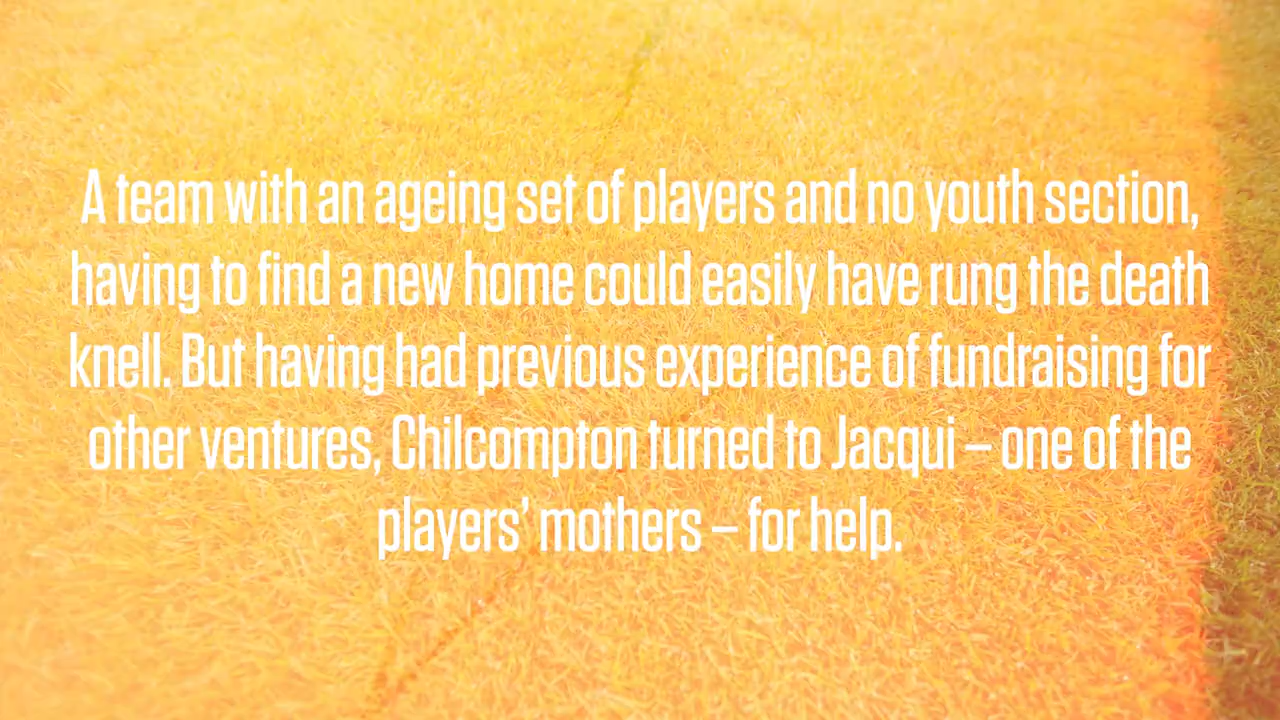 A team with an ageing set of players and no youth section,
having to find a new home could easily have rung the death
knell. But having had previous experience of fundraising for
other ventures, Chilcompton turned to Jacqui – one of the
players’ mothers – for help.